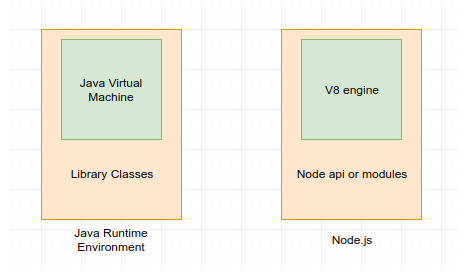 Java Virtual
Machine
Library Classes
Java Runtime
Environment
V8 engine
Node api or modules
Node.js